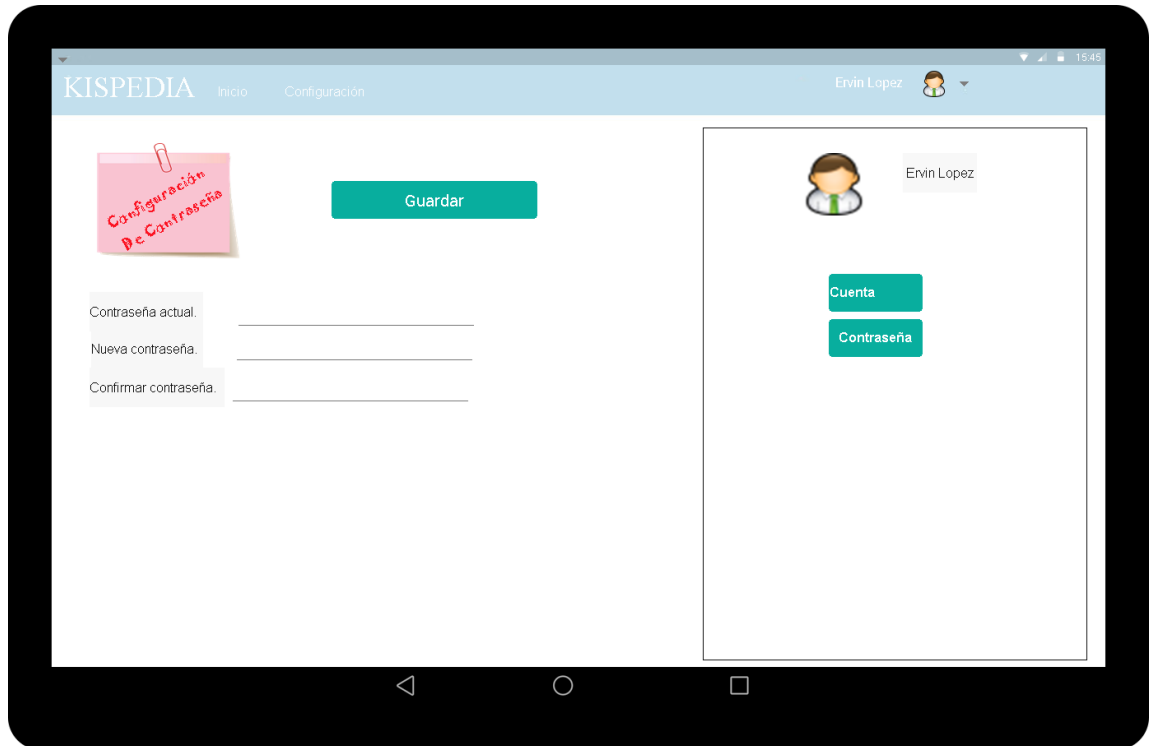 15:45
KISPEDIA Inicio Configuración Ervin Lopez
Configuración
De Contraseña
Guardar
Contraseña actual.
Nueva contraseña.
Confirmar contraseña.
Ervin Lopez
Cuenta
Contraseña